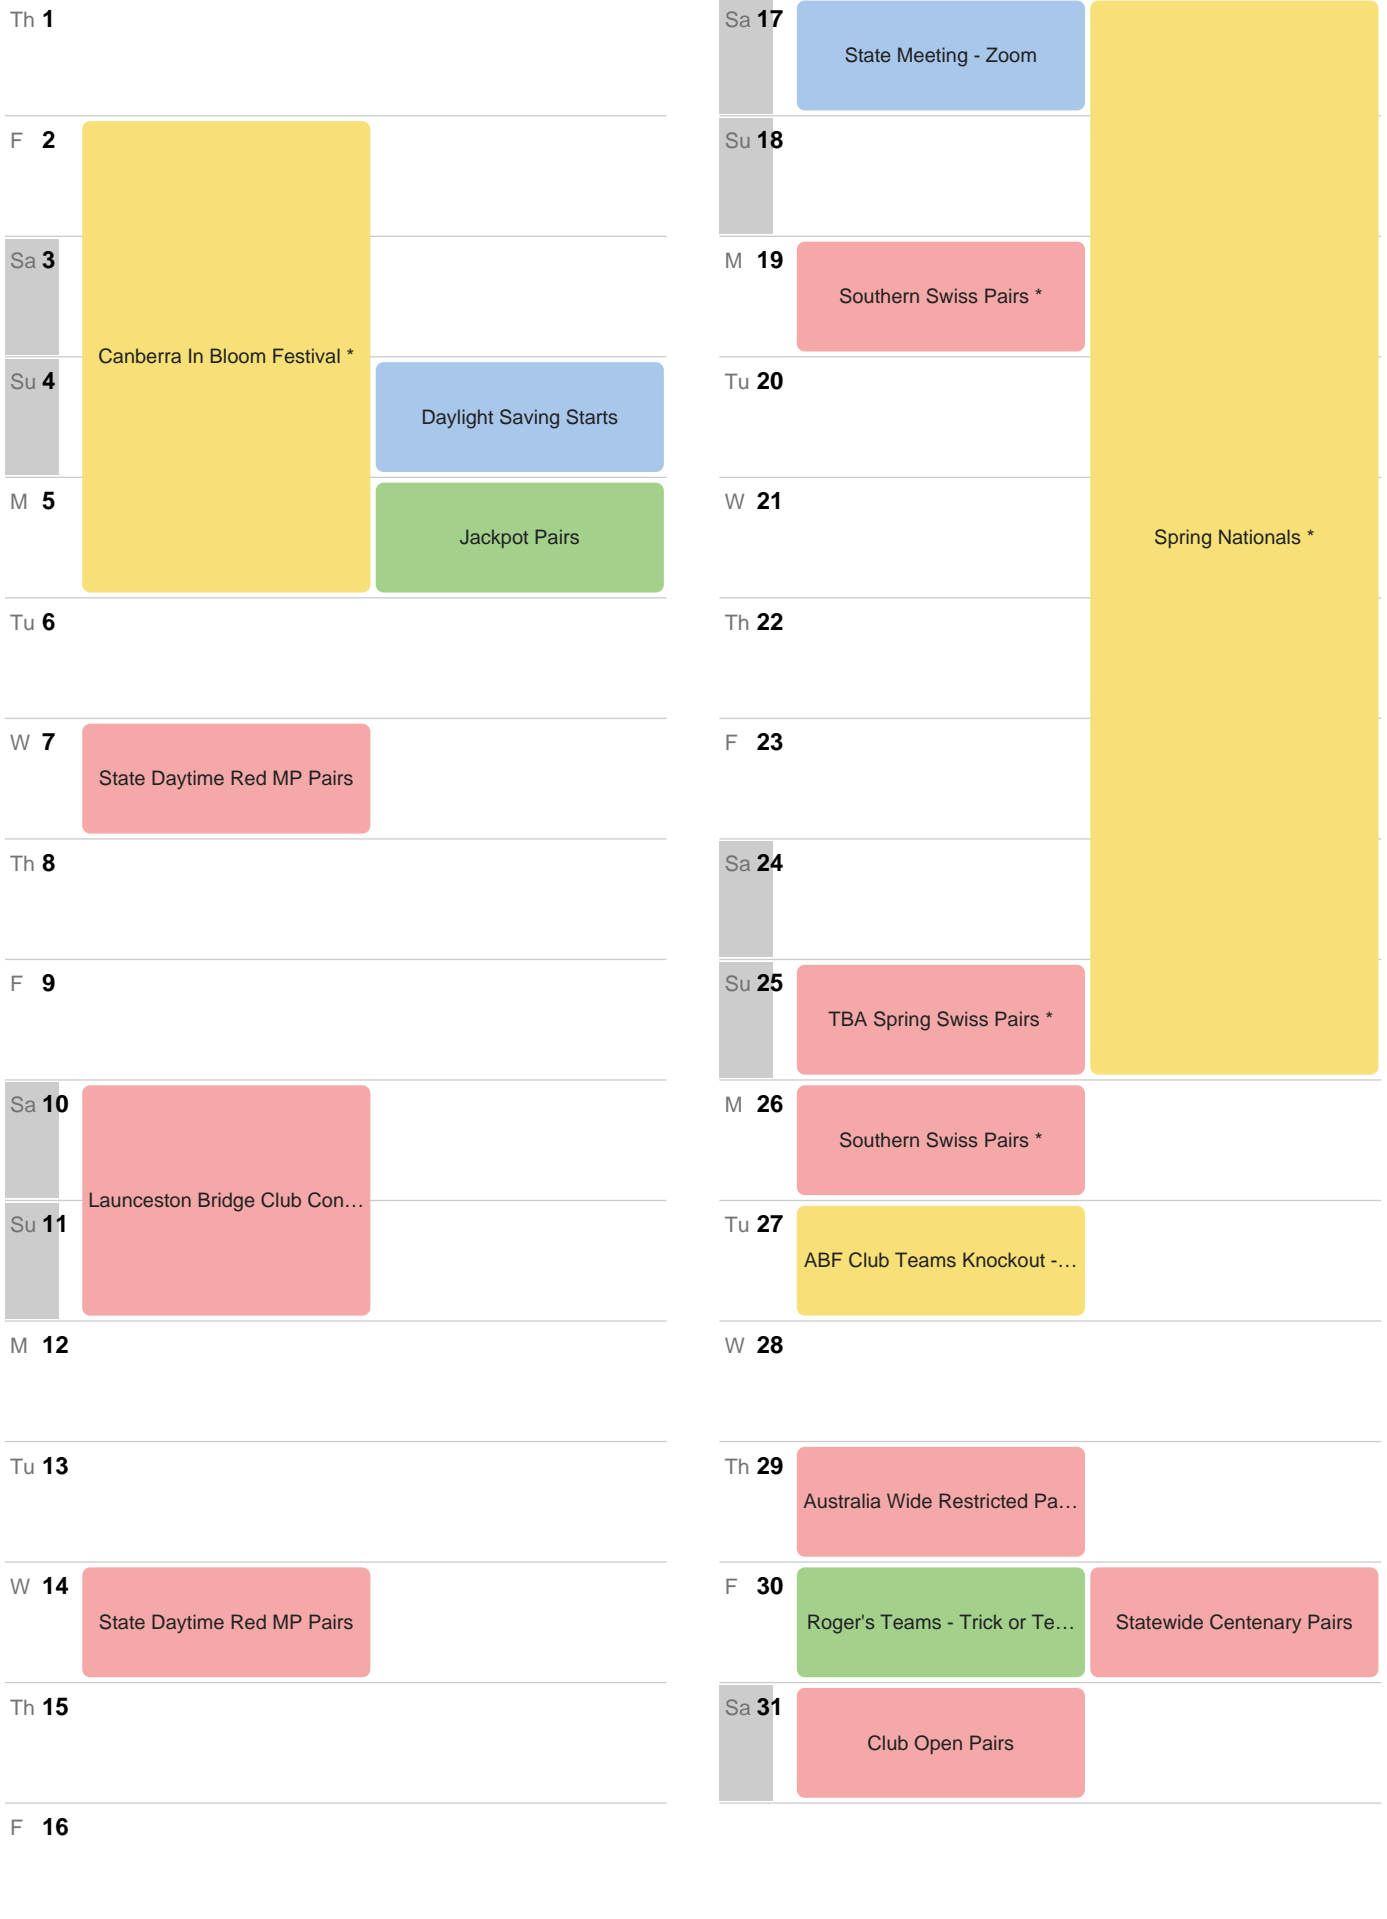 Th 1
F 2
Sa 3
Canberra In Bloom Festival *
Su 4
Daylight Saving Starts
M 5
Jackpot Pairs
Tu 6
W 7
State Daytime Red MP Pairs
Th 8
F 9
Sa 10
Launceston Bridge Club Con…
Su 11
M 12
Tu 13
W 14
State Daytime Red MP Pairs
Th 15
F 16
Sa 17
State Meeting - Zoom
Su 18
M 19
Southern Swiss Pairs *
Tu 20
W 21
Spring Nationals *
Th 22
F 23
Sa 24
Su 25
TBA Spring Swiss Pairs *
M 26
Southern Swiss Pairs *
Tu 27
ABF Club Teams Knockout -…
W 28
Th 29
Australia Wide Restricted Pa…
F 30
Roger's Teams - Trick or Te…
Statewide Centenary Pairs
Sa 31
Club Open Pairs